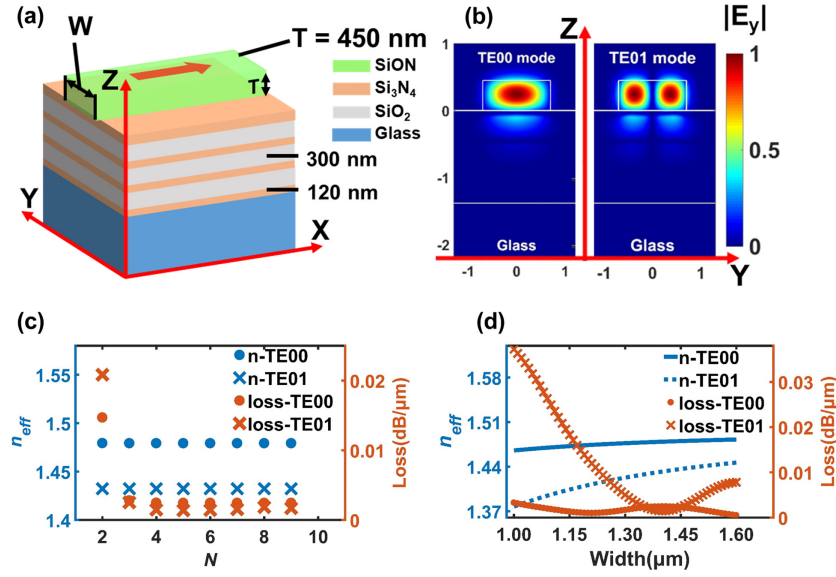 (a)
W
Z
T = 450 nm
T
SiON
Si₃N₄
SiO₂
Glass
300 nm
120 nm
Y
X
(b)
Z
|E_y|
TE00 mode
TE01 mode
1
0
-1
-2
Glass
Glass
-1 0 1
-1 0 1
Y
1
0.5
0
(c)
n_eff
1.55
1.5
1.45
1.4
n-TE00
n-TE01
loss-TE00
loss-TE01
0.02
0.01
0
Loss(dB/μm)
2 4 6 8 10
N
(d)
n_eff
1.58
1.51
1.44
1.37
n-TE00
n-TE01
loss-TE00
loss-TE01
0.03
0.02
0.01
0
Loss(dB/μm)
1.00 1.15 1.30 1.45 1.60
Width(μm)